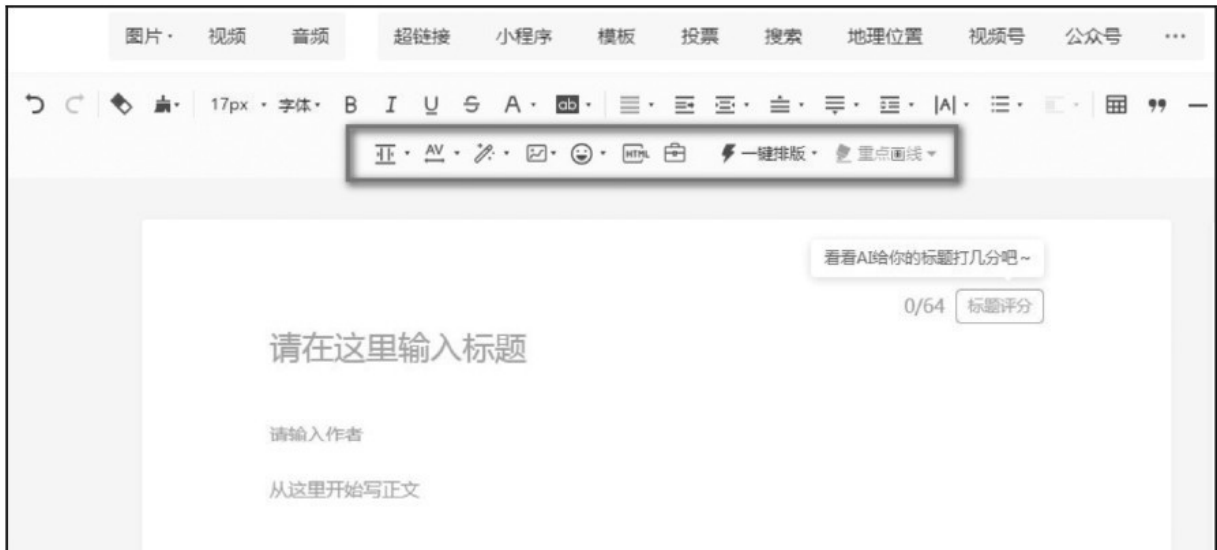 图片 视频 音频 超链接 小程序 模板 投票 搜索 地理位置 视频号 公众号 ...
17px 字体 B I U S A ab |A| ”
AV HTML 一键排版 重点画线
看看AI给你的标题打几分吧~
0/64 标题评分
请在这里输入标题
请输入作者
从这里开始写正文